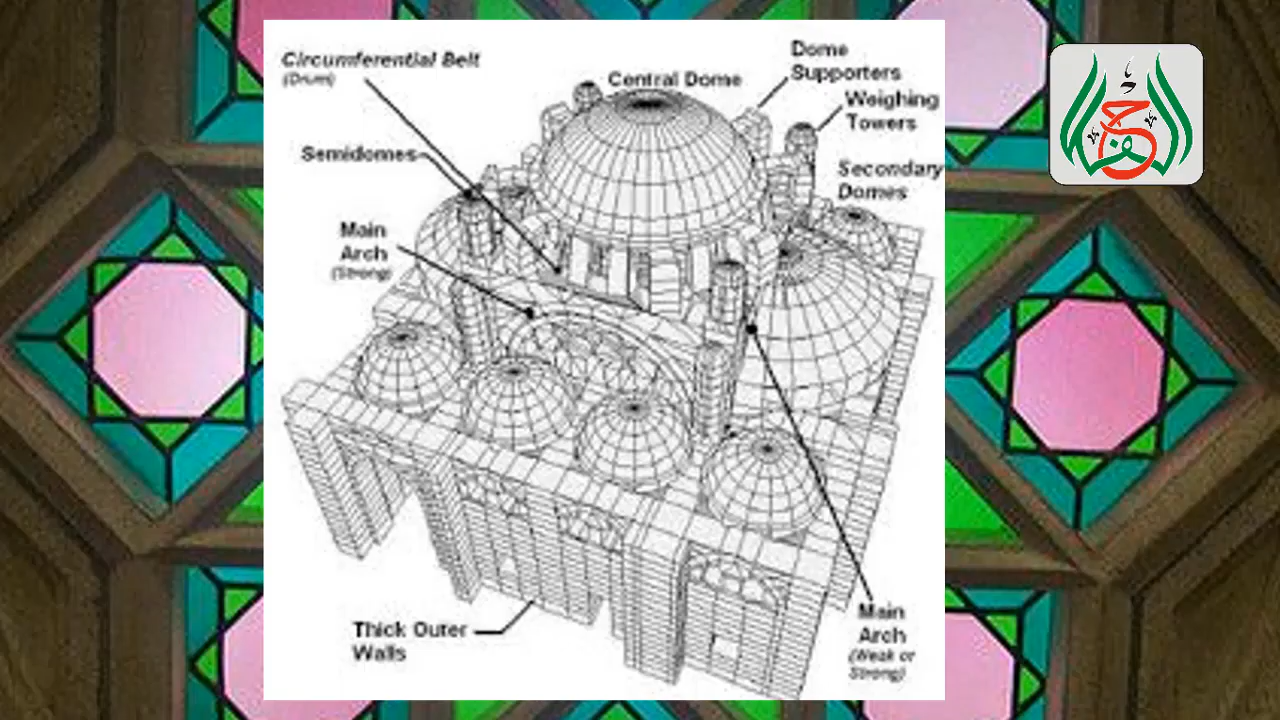 Circumferential Belt
(Drum)
Central Dome
Dome
Supporters
Weighing
Towers
Semidomes
Secondary
Domes
Main
Arch
(Strong)
Thick Outer
Walls
Main
Arch
(Weak or
Strong)